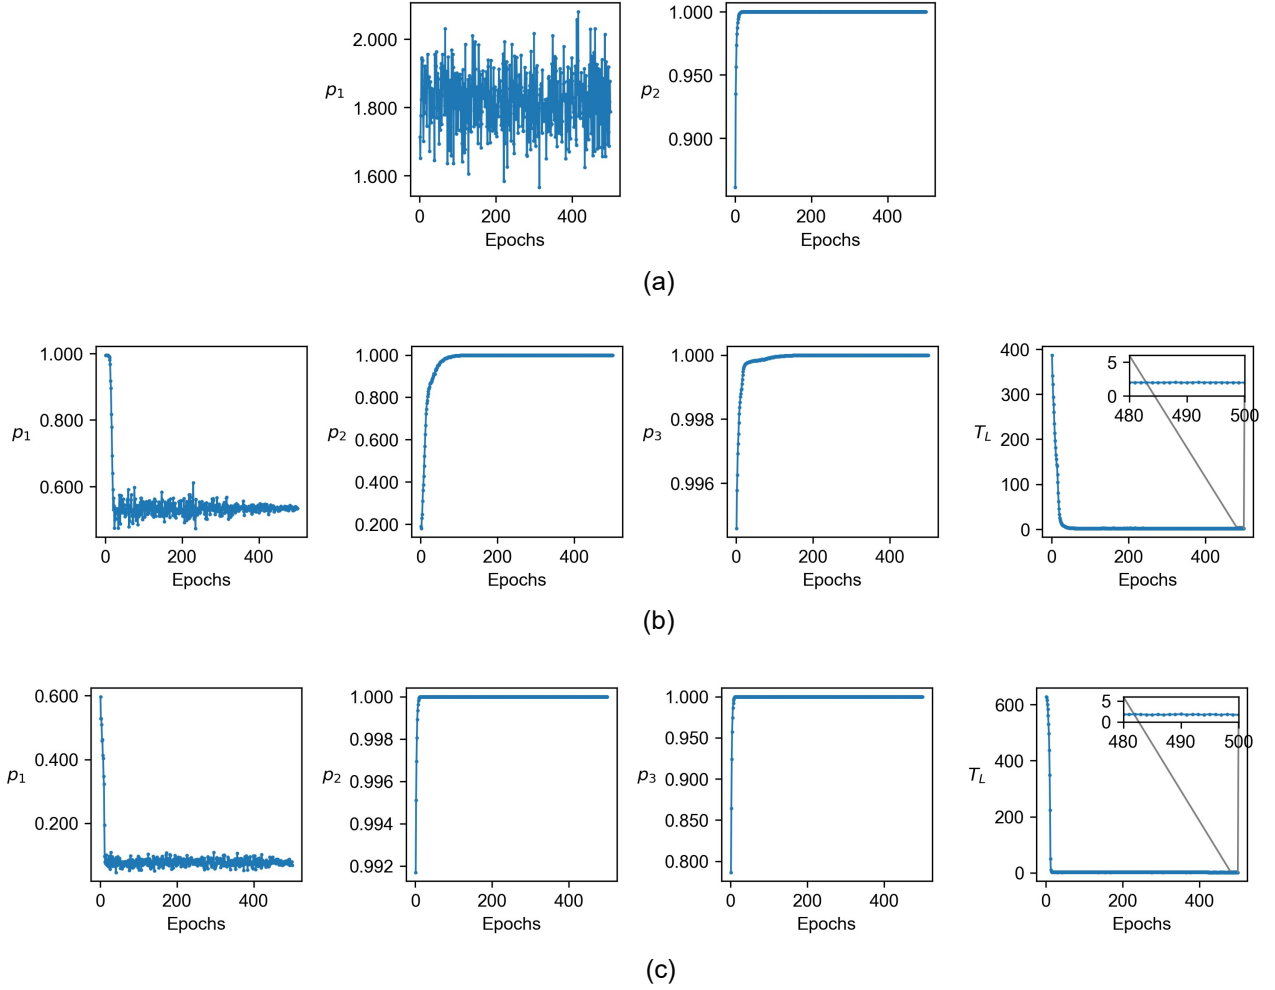 2.000
1.800
1.600
p1
0 200 400
Epochs
1.000
0.950
0.900
p2
0 200 400
Epochs
(a)
1.000
0.800
0.600
p1
0 200 400
Epochs
1.000
0.800
0.600
0.400
0.200
p2
0 200 400
Epochs
1.000
0.998
0.996
p3
0 200 400
Epochs
400
300
200
100
0
TL
5
0
480 490 500
0 200 400
Epochs
(b)
0.600
0.400
0.200
p1
0 200 400
Epochs
1.000
0.998
0.996
0.994
0.992
p2
0 200 400
Epochs
1.000
0.950
0.900
0.850
0.800
p3
0 200 400
Epochs
600
400
200
0
TL
5
0
480 490 500
0 200 400
Epochs
(c)